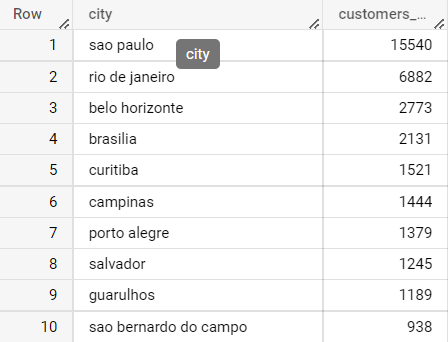 Row city customers_...
1 sao paulo 15540
city
2 rio de janeiro 6882
3 belo horizonte 2773
4 brasilia 2131
5 curitiba 1521
6 campinas 1444
7 porto alegre 1379
8 salvador 1245
9 guarulhos 1189
10 sao bernardo do campo 938